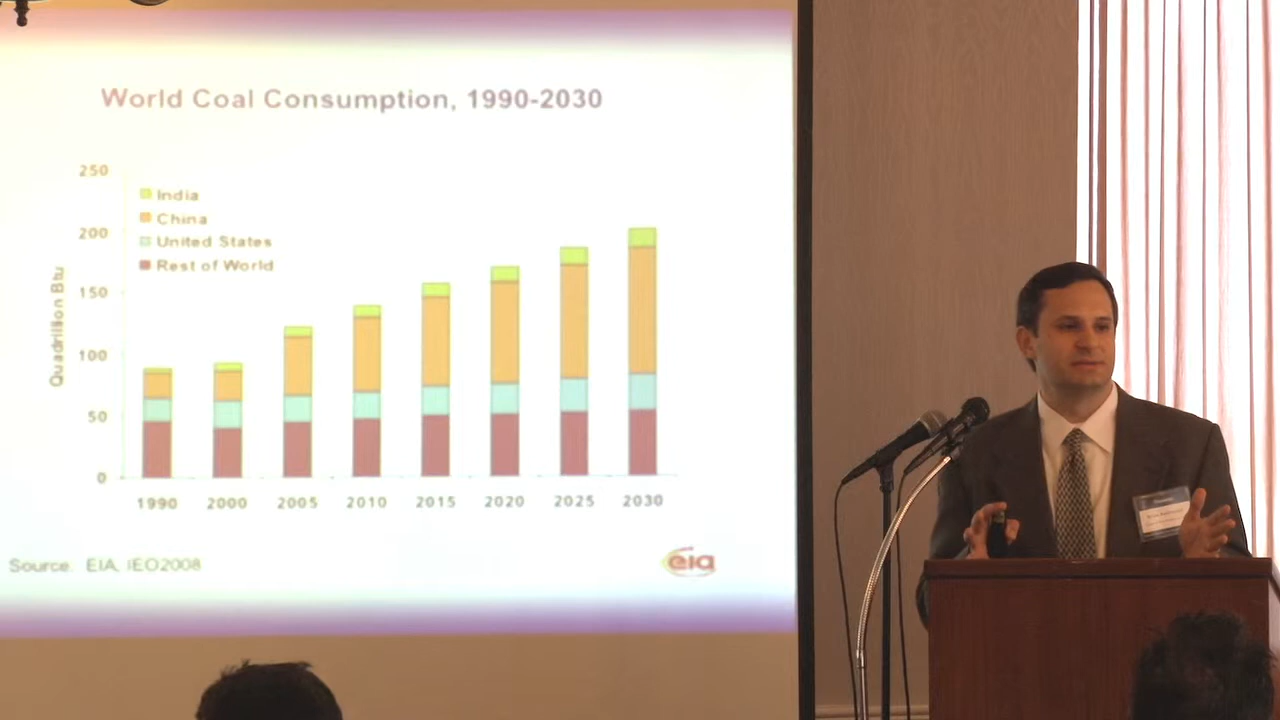 World Coal Consumption, 1990-2030
250
India
China
200
United States
Rest of World
150
Quadrillion Btu
100
50
0
1990 2000 2005 2010 2015 2020 2025 2030
Source: EIA, IEO2008
eia